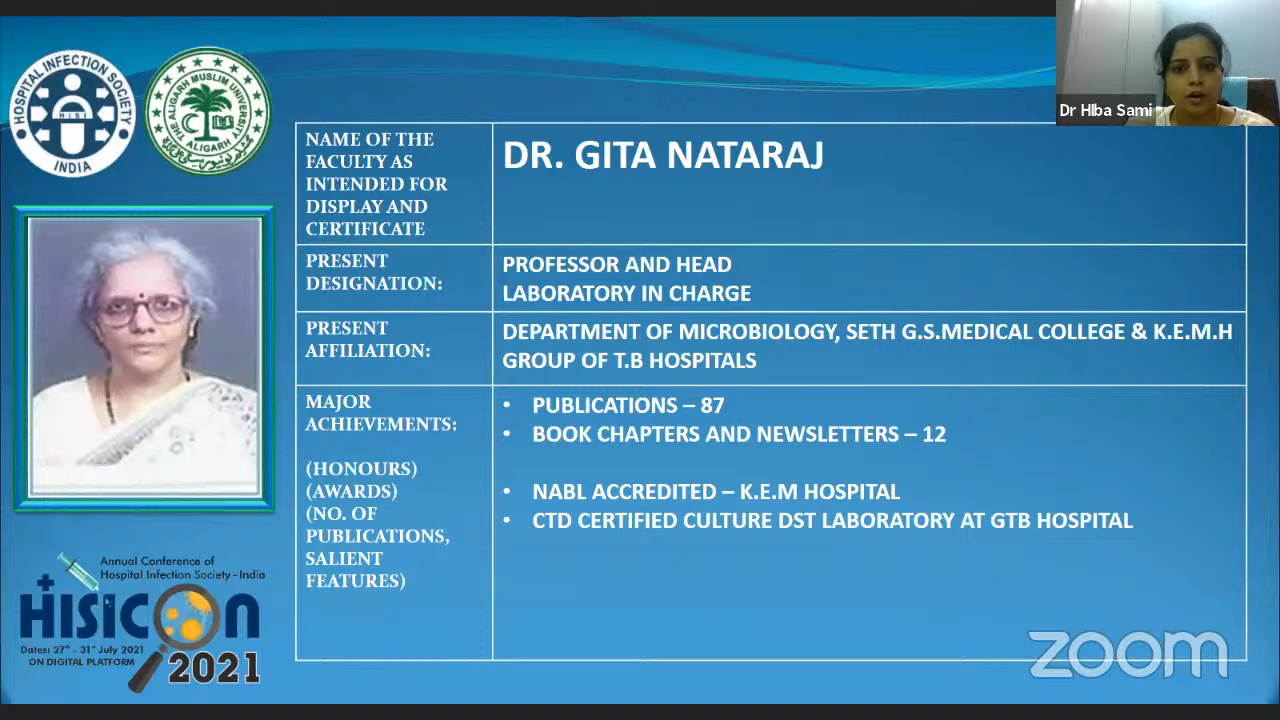 HOSPITAL INFECTION SOCIETY
INDIA
THE ALIGARH MUSLIM UNIVERSITY
ALIGARH
Dr HIba Sami
NAME OF THE
FACULTY AS
INTENDED FOR
DISPLAY AND
CERTIFICATE
DR. GITA NATARAJ
PRESENT
DESIGNATION:
PROFESSOR AND HEAD
LABORATORY IN CHARGE
PRESENT
AFFILIATION:
DEPARTMENT OF MICROBIOLOGY, SETH G.S.MEDICAL COLLEGE & K.E.M.H
GROUP OF T.B HOSPITALS
MAJOR
ACHIEVEMENTS:
(HONOURS)
(AWARDS)
(NO. OF
PUBLICATIONS,
SALIENT
FEATURES)
• PUBLICATIONS – 87
• BOOK CHAPTERS AND NEWSLETTERS – 12
• NABL ACCREDITED – K.E.M HOSPITAL
• CTD CERTIFIED CULTURE DST LABORATORY AT GTB HOSPITAL
Annual Conference of
Hospital Infection Society - India
HISICON
Dates: 27th - 31st July 2021
ON DIGITAL PLATFORM
2021
zoom